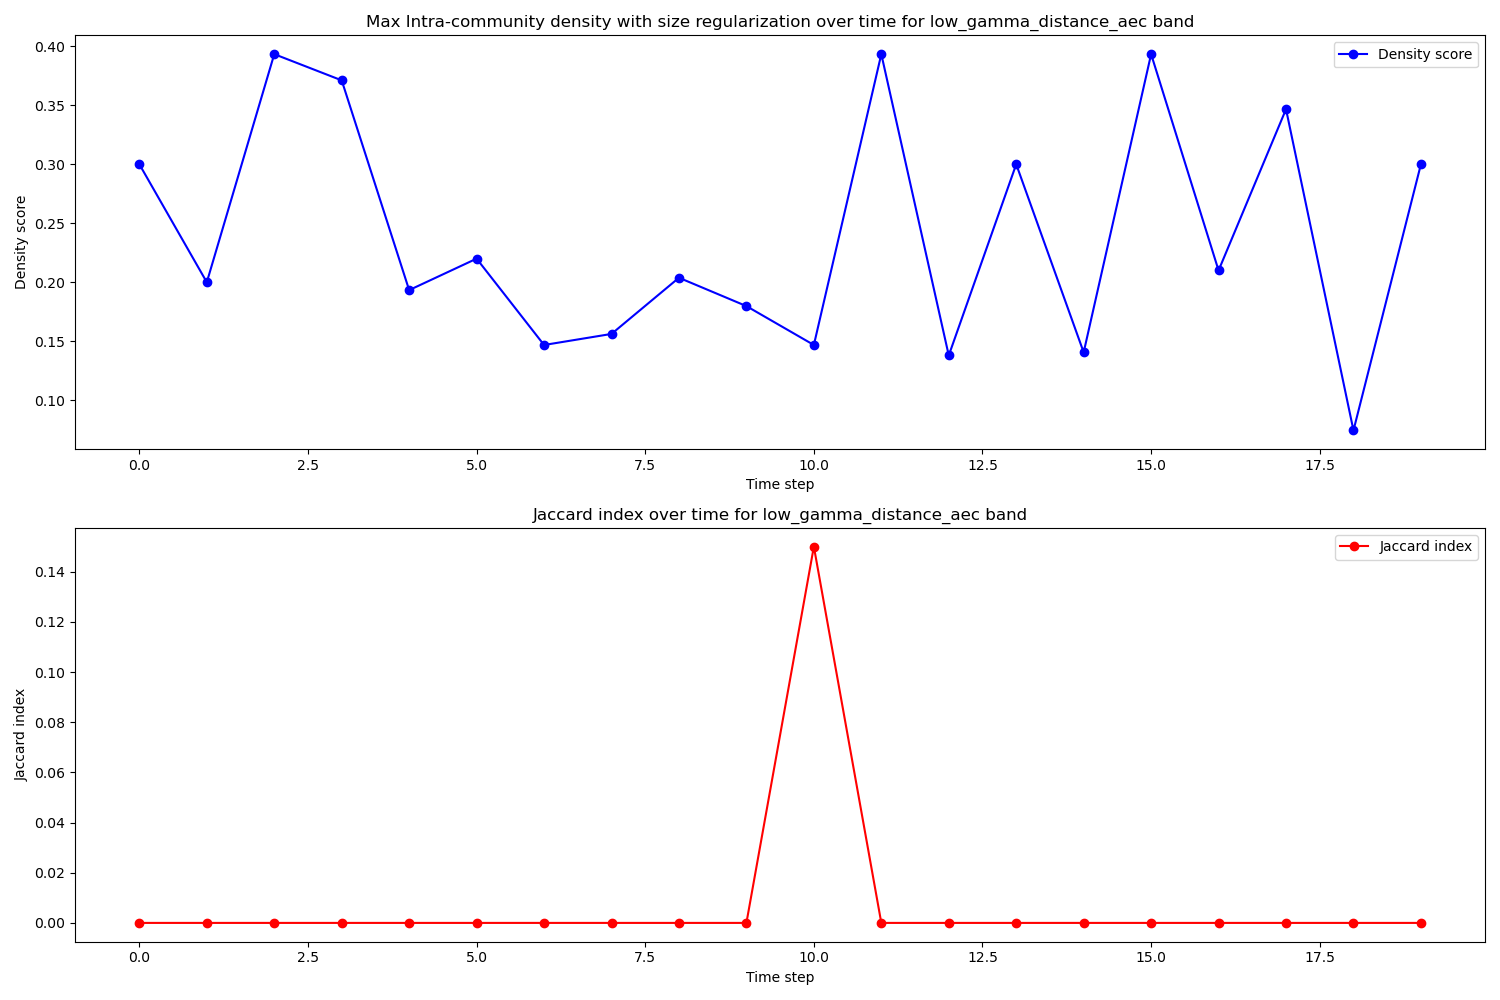 Max Intra-community density with size regularization over time for low_gamma_distance_aec band
Density score
0.40
0.35
0.30
0.25
0.20
0.15
0.10
Density score
0.0 2.5 5.0 7.5 10.0 12.5 15.0 17.5
Time step
Jaccard index over time for low_gamma_distance_aec band
Jaccard index
0.14
0.12
0.10
0.08
0.06
0.04
0.02
0.00
Jaccard index
0.0 2.5 5.0 7.5 10.0 12.5 15.0 17.5
Time step